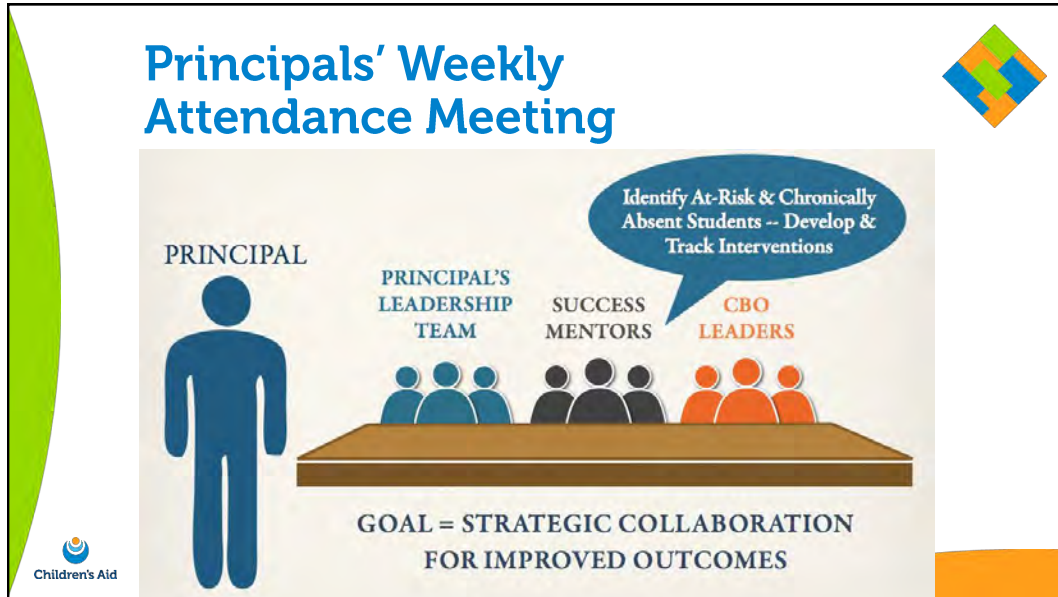 Principals’ Weekly
Attendance Meeting
Identify At-Risk & Chronically
Absent Students -- Develop &
Track Interventions
PRINCIPAL
PRINCIPAL’S
LEADERSHIP
TEAM
SUCCESS
MENTORS
CBO
LEADERS
GOAL = STRATEGIC COLLABORATION
FOR IMPROVED OUTCOMES
Children’s Aid